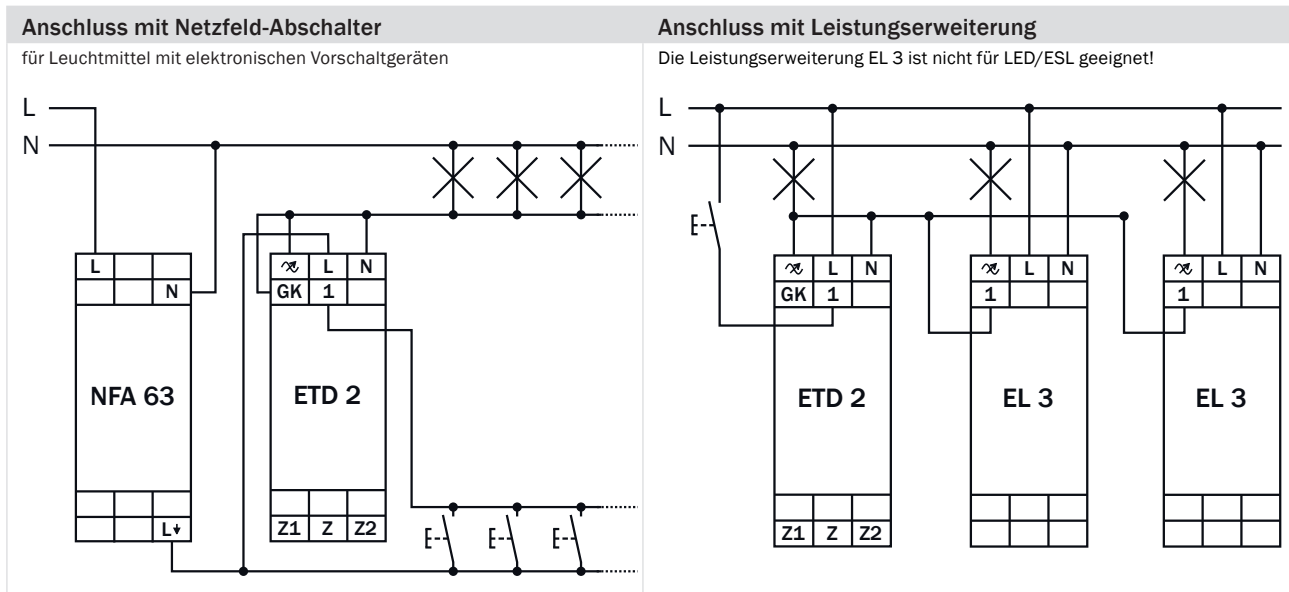 Anschluss mit Netzfeld-Abschalter
für Leuchtmittel mit elektronischen Vorschaltgeräten
L
N
L
N
L N
GK 1
NFA 63
ETD 2
L
Z1 Z Z2
Anschluss mit Leistungserweiterung
Die Leistungserweiterung EL 3 ist nicht für LED/ESL geeignet!
L
N
L N
GK 1
L N
1
L N
1
ETD 2
EL 3
EL 3
Z1 Z Z2